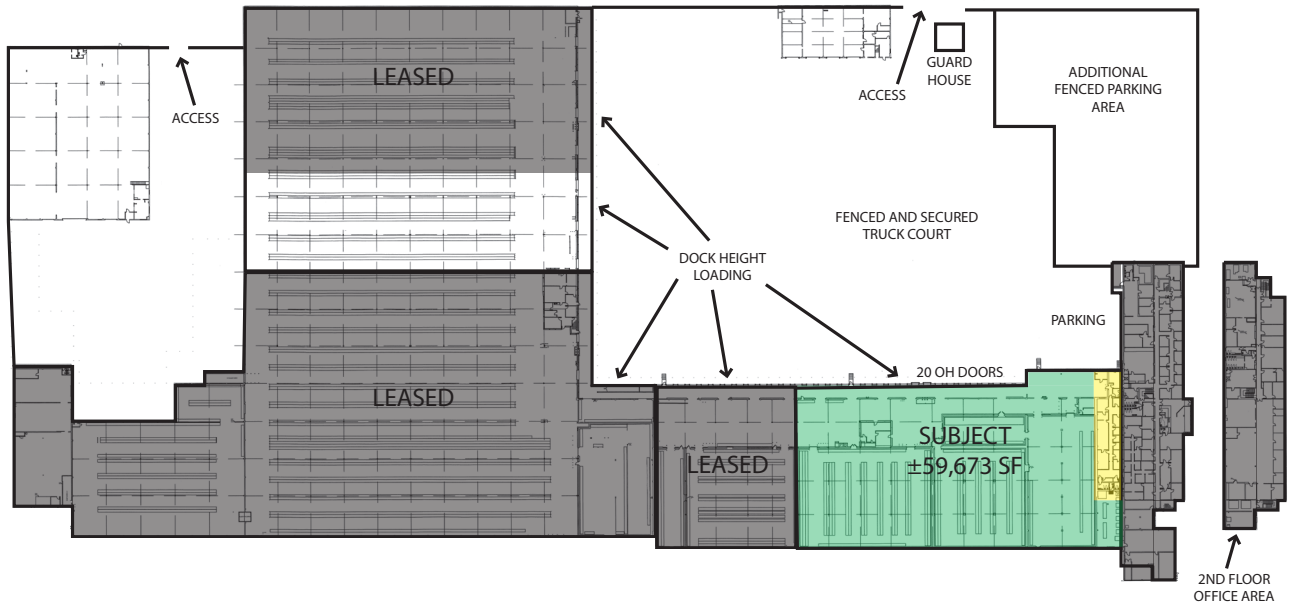 LEASED
ACCESS
ACCESS
GUARD
HOUSE
ADDITIONAL
FENCED PARKING
AREA
FENCED AND SECURED
TRUCK COURT
DOCK HEIGHT
LOADING
PARKING
20 OH DOORS
LEASED
LEASED
SUBJECT
±59,673 SF
2ND FLOOR
OFFICE AREA